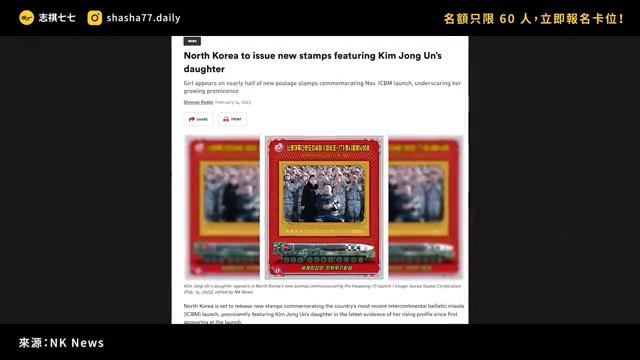 志祺七七
shasha77.daily
名額只限 60 人，立即報名卡位！
NEWS
North Korea to issue new stamps featuring Kim Jong Un's
daughter
Girl appears on nearly half of new postage stamps commemorating Nov. ICBM launch, underscoring her
growing prominence
Shreyas Reddy February 14, 2023
SHARE
PRINT
Kim Jong Un's daughter appears in North Korea's new stamps commemorating the Hwasong-17 launch / Image: Korea Stamp Corporation
(Feb. 14, 2023), edited by NK News
North Korea is set to release new stamps commemorating the country's most recent intercontinental ballistic missile
(ICBM) launch, prominently featuring Kim Jong Un's daughter in the latest evidence of her rising profile since first
appearing at the launch.
來源：NK News